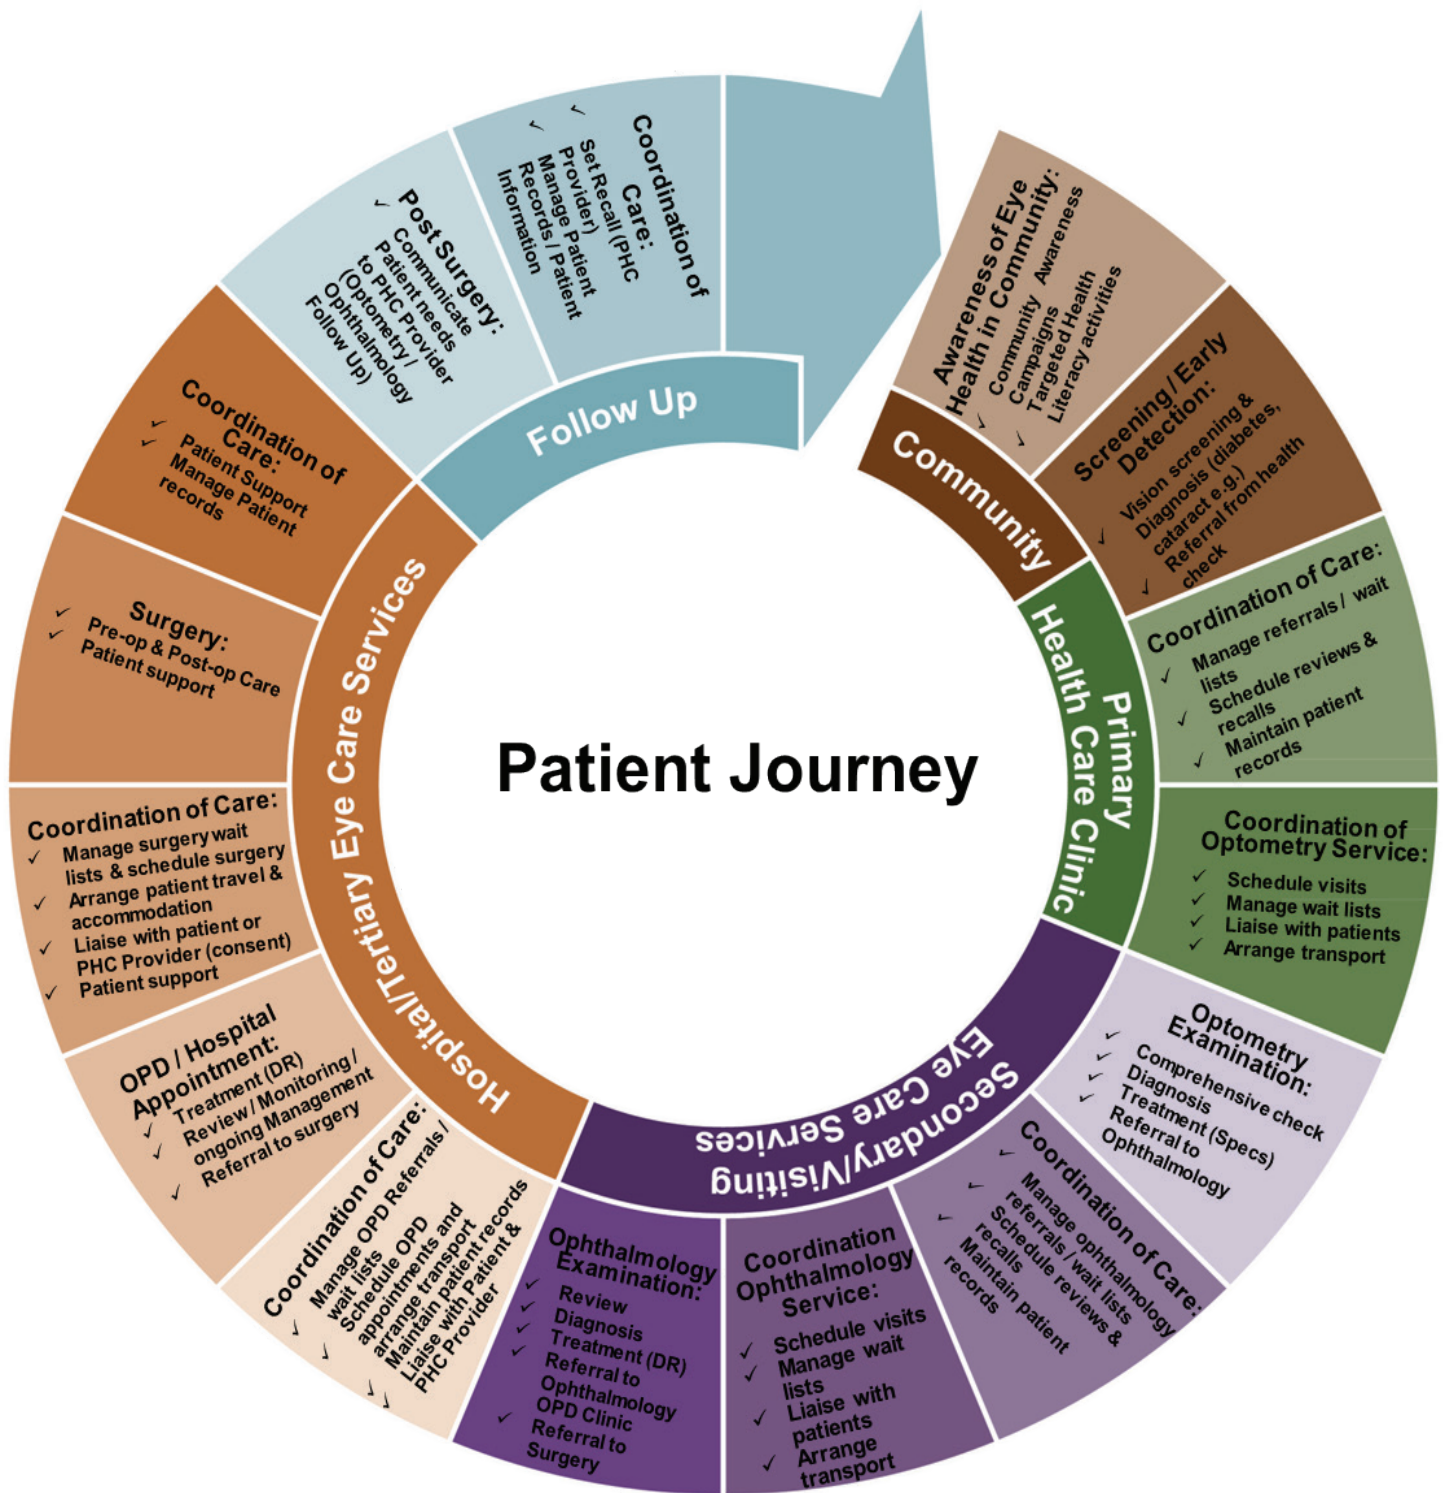 Patient Journey
Community
Awareness of Eye
Health in Community:
✓ Community Awareness
Campaigns
✓ Targeted Health
Literacy activities
Screening / Early
Detection:
✓ Vision screening &
Diagnosis (diabetes,
cataract e.g.)
✓ Referral from health
check
Primary
Health Care Clinic
Coordination of Care:
✓ Manage referrals / wait
lists
✓ Schedule reviews &
recalls
✓ Maintain patient
records
Coordination of
Optometry Service:
✓ Schedule visits
✓ Manage wait lists
✓ Liaise with patients
✓ Arrange transport
Secondary/Visiting
Eye Care Services
Optometry
Examination:
✓ Comprehensive check
✓ Diagnosis
✓ Treatment (Specs)
✓ Referral to
Ophthalmology
Coordination of Care:
✓ Manage ophthalmology
referrals / wait lists
✓ Schedule reviews &
recalls
✓ Maintain patient
records
Coordination
Ophthalmology
Service:
✓ Schedule visits
✓ Manage wait
lists
✓ Liaise with
patients
✓ Arrange
transport
Ophthalmology
Examination:
✓ Review
✓ Diagnosis
✓ Treatment (DR)
✓ Referral to
Ophthalmology
OPD Clinic
✓ Referral to
Surgery
Hospital/Tertiary Eye Care Services
Coordination of Care:
✓ Manage OPD Referrals /
wait lists
✓ Schedule OPD
appointments and
arrange transport
✓ Maintain patient records
✓ Liaise with Patient &
PHC Provider
OPD / Hospital
Appointment:
✓ Treatment (DR)
✓ Review / Monitoring /
ongoing Management
✓ Referral to surgery
Coordination of Care:
✓ Manage surgery wait
lists & schedule surgery
✓ Arrange patient travel &
accommodation
✓ Liaise with patient or
PHC Provider (consent)
✓ Patient support
Surgery:
✓ Pre-op & Post-op Care
✓ Patient support
Coordination of
Care:
✓ Patient Support
✓ Manage Patient
records
Follow Up
Post Surgery:
✓ Communicate
Patient needs
to PHC Provider
(Optometry /
Ophthalmology
Follow Up)
Coordination of
Care:
✓ Set Recall (PHC
Provider)
✓ Manage Patient
Records / Patient
Information